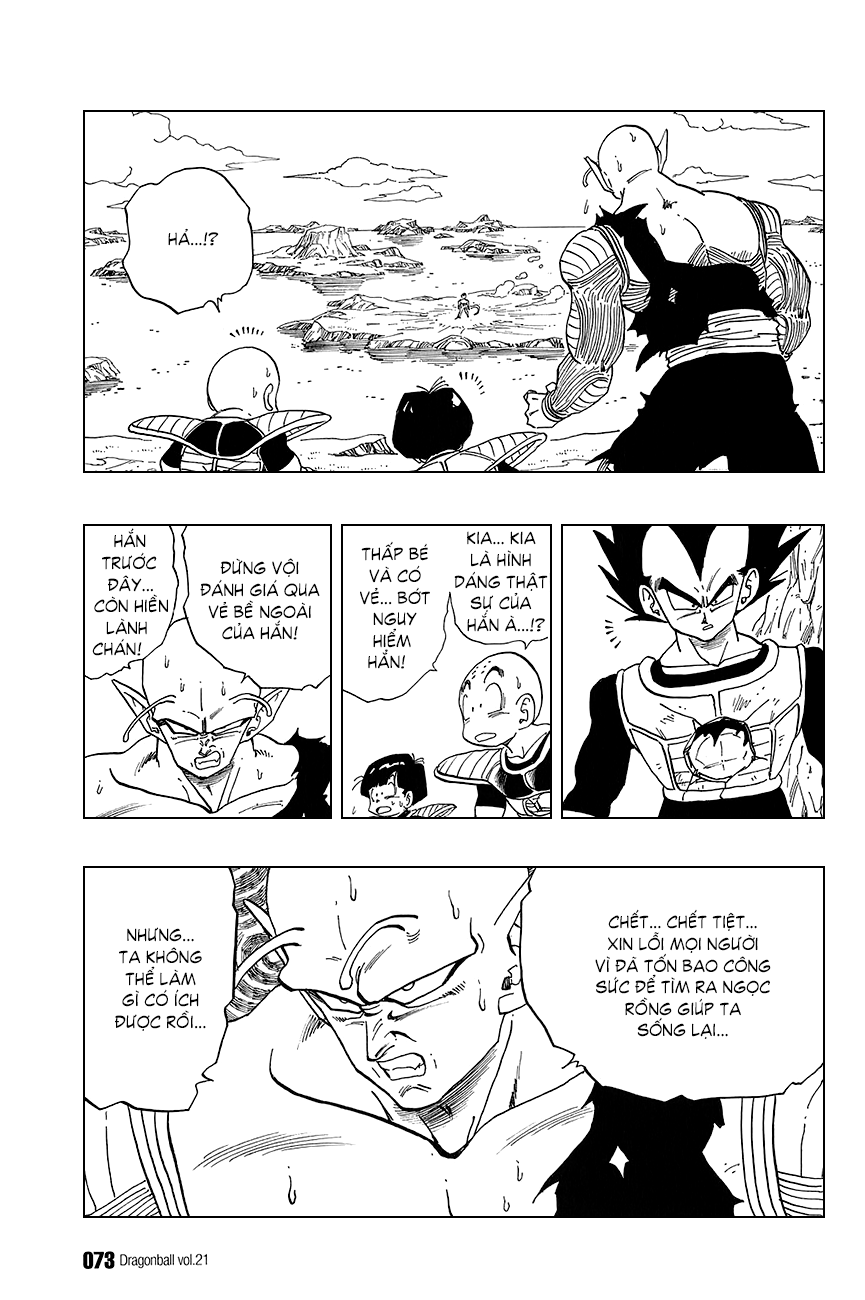 HẢ...!?
KIA... KIA
LÀ HÌNH
DÁNG THẬT
SỰ CỦA
HẮN À...!?
THẤP BÉ
VÀ CÓ
VẺ... BỚT
NGUY
HIỂM
HẲN!
ĐỪNG VỘI
ĐÁNH GIÁ QUA
VẺ BỀ NGOÀI
CỦA HẮN!
HẮN
TRƯỚC
ĐÂY...
CÒN HIỀN
LÀNH
CHÁN!
CHẾT... CHẾT TIỆT...
XIN LỖI MỌI NGƯỜI
VÌ ĐÃ TỐN BAO CÔNG
SỨC ĐỂ TÌM RA NGỌC
RỒNG GIÚP TA
SỐNG LẠI...
NHƯNG...
TA KHÔNG
THỂ LÀM
GÌ CÓ ÍCH
ĐƯỢC RỒI...
073 Dragonball vol.21